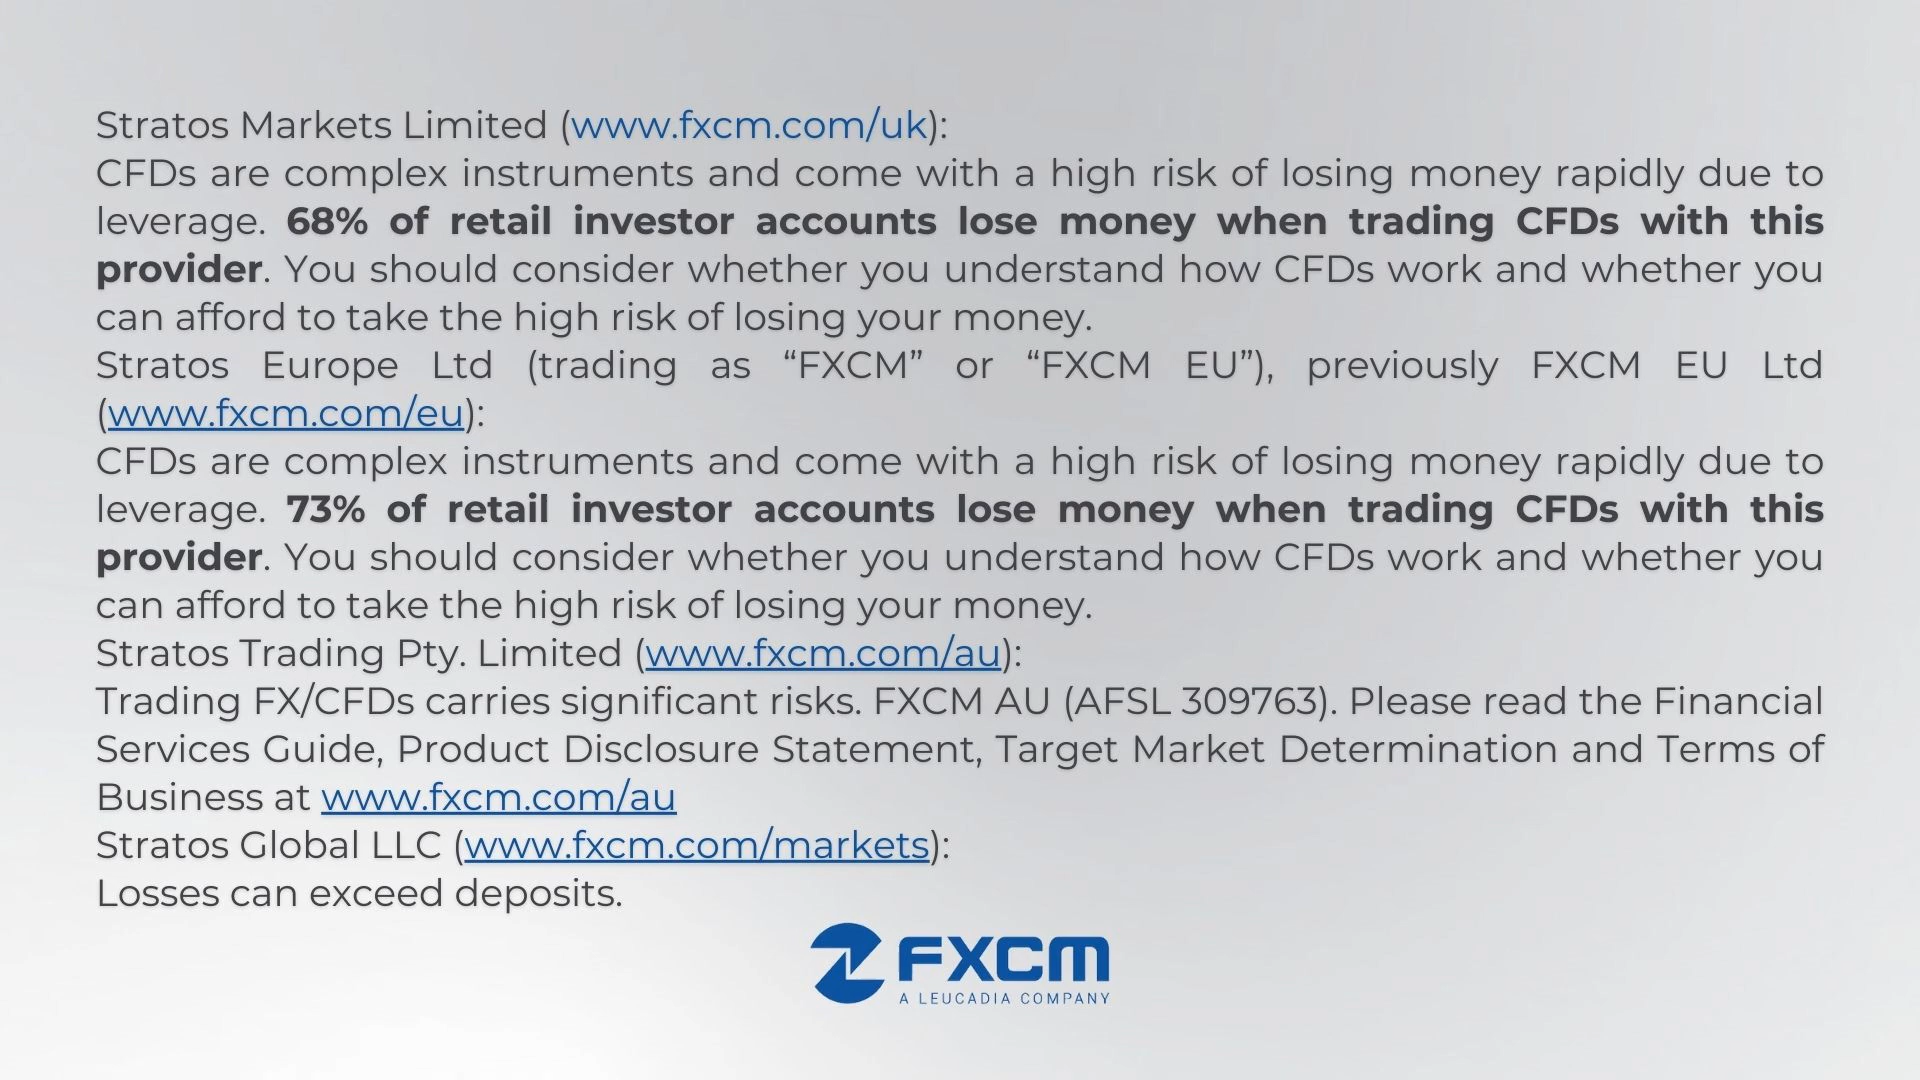 Stratos Markets Limited (www.fxcm.com/uk):
CFDs are complex instruments and come with a high risk of losing money rapidly due to
leverage. 68% of retail investor accounts lose money when trading CFDs with this
provider. You should consider whether you understand how CFDs work and whether you
can afford to take the high risk of losing your money.
Stratos Europe Ltd (trading as “FXCM” or “FXCM EU”), previously FXCM EU Ltd
(www.fxcm.com/eu):
CFDs are complex instruments and come with a high risk of losing money rapidly due to
leverage. 73% of retail investor accounts lose money when trading CFDs with this
provider. You should consider whether you understand how CFDs work and whether you
can afford to take the high risk of losing your money.
Stratos Trading Pty. Limited (www.fxcm.com/au):
Trading FX/CFDs carries significant risks. FXCM AU (AFSL 309763). Please read the Financial
Services Guide, Product Disclosure Statement, Target Market Determination and Terms of
Business at www.fxcm.com/au
Stratos Global LLC (www.fxcm.com/markets):
Losses can exceed deposits.
FXCM
A LEUCADIA COMPANY